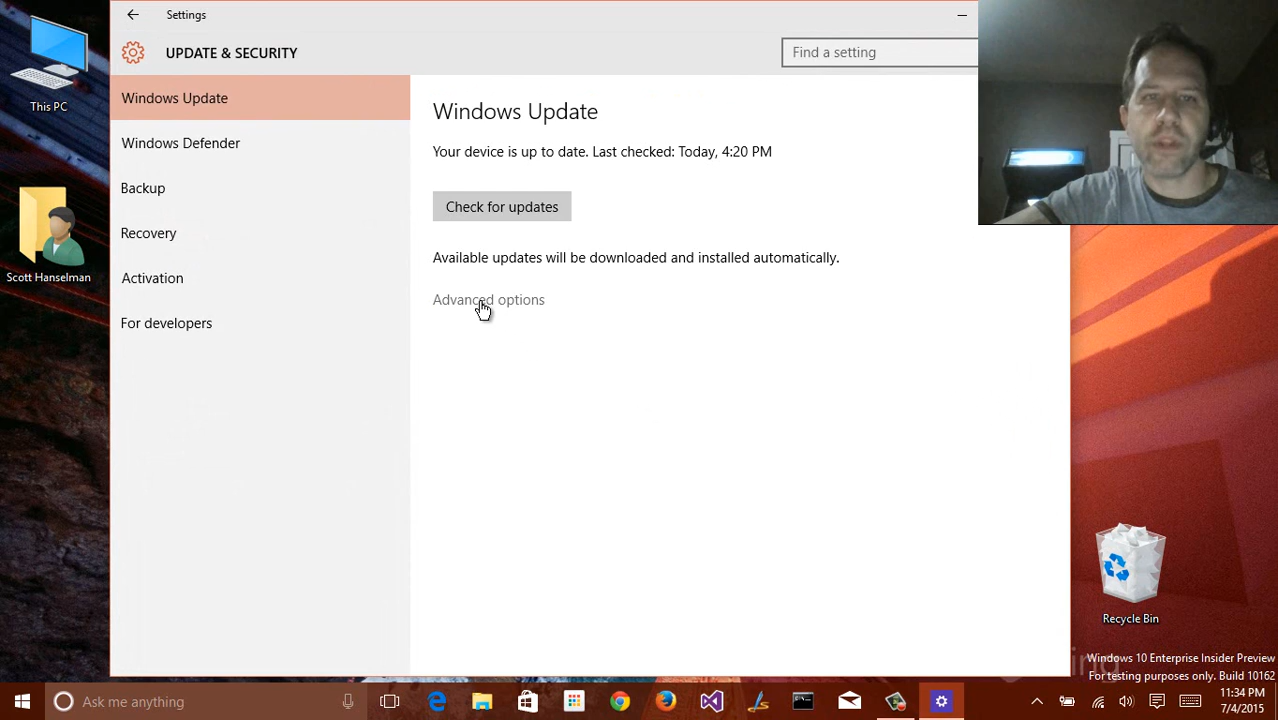 This PC
Scott Hanselman
Settings
UPDATE & SECURITY
Find a setting
Windows Update
Windows Defender
Backup
Recovery
Activation
For developers
Windows Update
Your device is up to date. Last checked: Today, 4:20 PM
Check for updates
Available updates will be downloaded and installed automatically.
Advanced options
Recycle Bin
Windows 10 Enterprise Insider Preview
For testing purposes only. Build 10162
Ask me anything
11:34 PM
7/4/2015